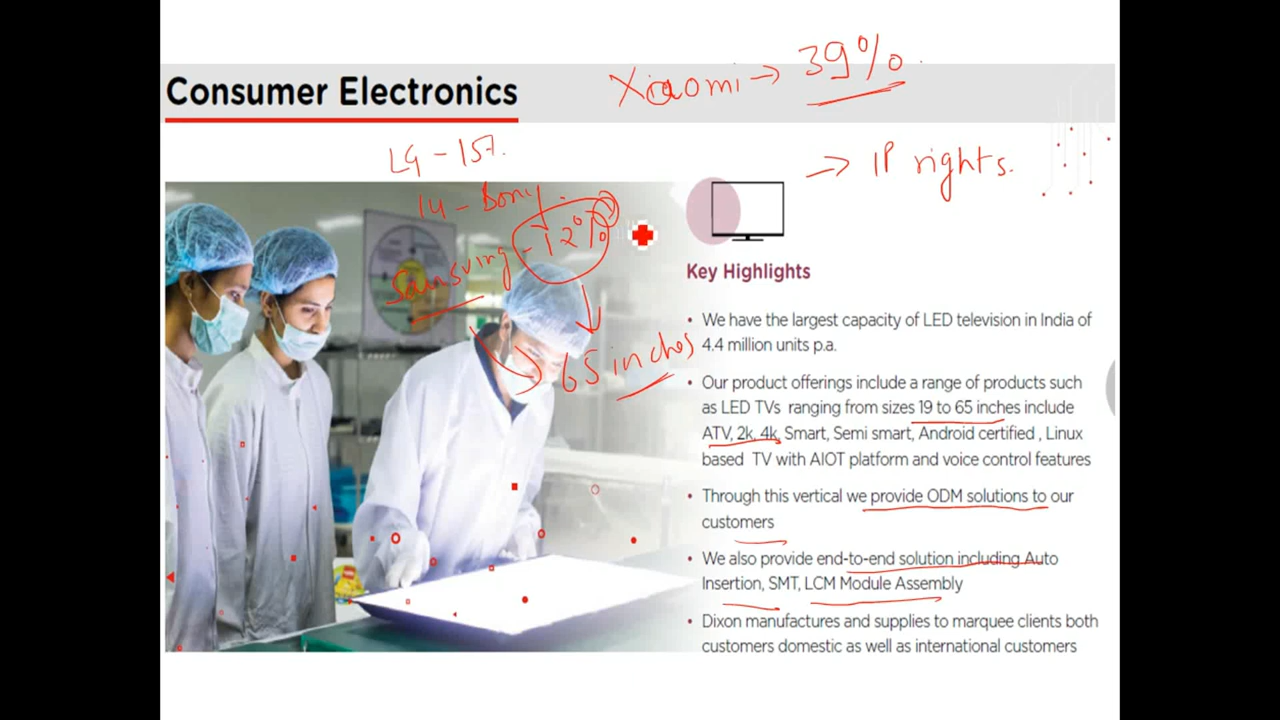 Xiaomi → 39%.
Consumer Electronics
LG - 15%.
→ IP rights.
14 - Sony.
Samsung - 12%
65 inches
Key Highlights
• We have the largest capacity of LED television in India of
4.4 million units p.a.
• Our product offerings include a range of products such
as LED TVs ranging from sizes 19 to 65 inches include
ATV, 2k, 4k, Smart, Semi smart, Android certified , Linux
based TV with AIOT platform and voice control features
• Through this vertical we provide ODM solutions to our
customers
• We also provide end-to-end solution including Auto
Insertion, SMT, LCM Module Assembly
• Dixon manufactures and supplies to marquee clients both
customers domestic as well as international customers